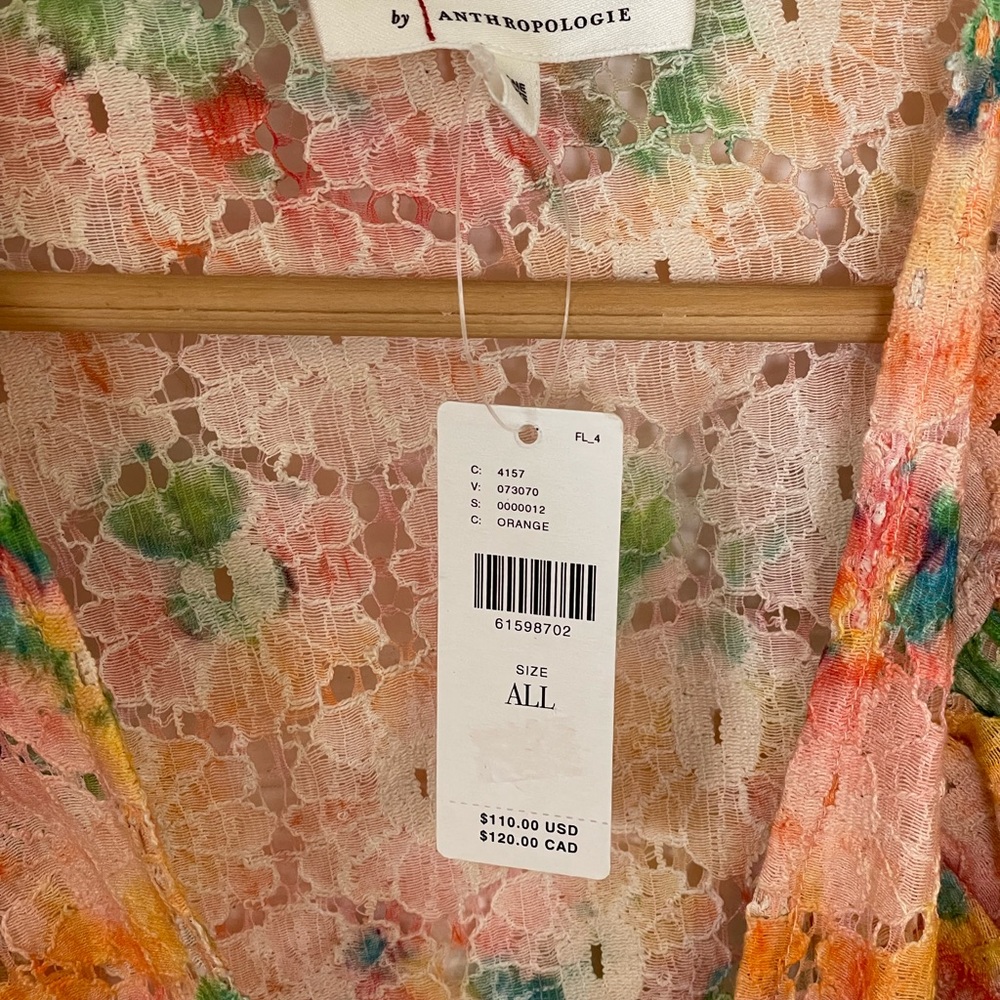 by ANTHROPOLOGIE
FL_4
C: 4157
V: 073070
S: 0000012
C: ORANGE
61598702
SIZE
ALL
$110.00 USD
$120.00 CAD